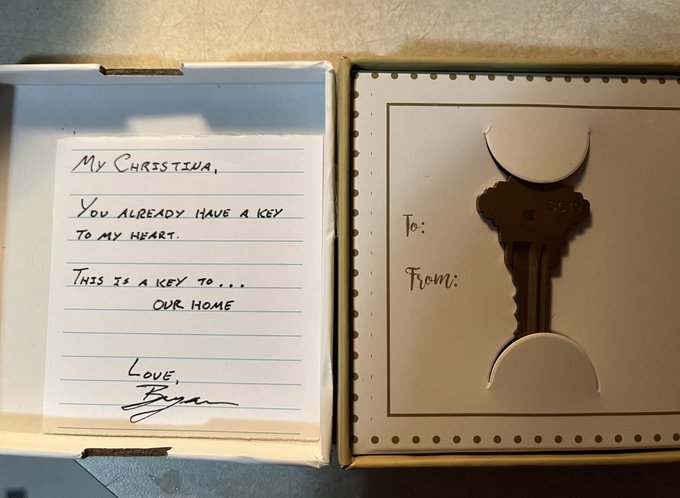 My Christina,
You already have a key
to my heart.
This is a key to...
our home
Love,
Bryan
To:
From: